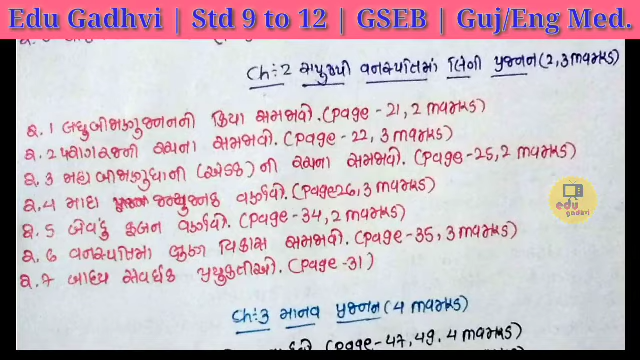 Edu Gadhvi | Std 9 to 12 | GSEB | Guj/Eng Med.
Ch:2 સપુષ્પી વનસ્પતિમાં લિંગી પ્રજનન (2, 3 marks)
પ્ર. 1 લઘુબીજાણુજનનની ક્રિયા સમજાવો. (Page - 21, 2 marks)
પ્ર. 2 પરાગરજની રચના સમજાવો. (Page - 22, 3 marks)
પ્ર. 3 મહાબીજાણુધાની (અંડક) ની રચના સમજાવો. (Page - 25, 2 marks)
પ્ર. 4 માદા જન્યુજનક વર્ણવો. (Page 26, 3 marks)
પ્ર. 5 બેવડું ફલન વર્ણવો. (Page - 34, 2 marks)
પ્ર. 6 વનસ્પતિમાં ભ્રૂણ વિકાસ સમજાવો. (Page - 35, 3 marks)
પ્ર. 7 બાહ્ય સંવર્ધક પ્રયુક્તિઓ. (Page - 31)
edu
gadhvi
Ch:3 માનવ પ્રજનન (4 marks)
(Page - 47, 49, 4 marks)